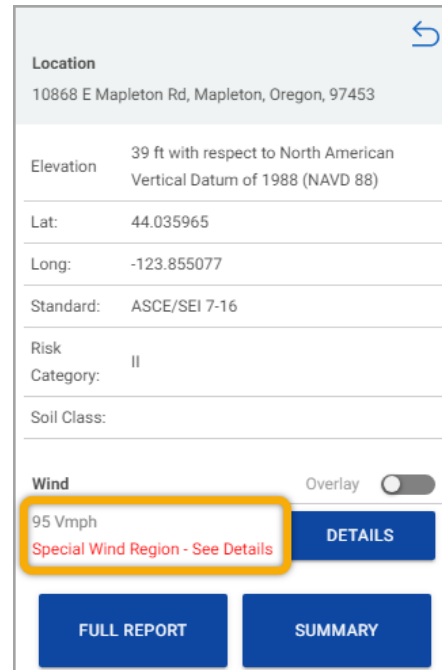 Location
10868 E Mapleton Rd, Mapleton, Oregon, 97453
Elevation
39 ft with respect to North American
Vertical Datum of 1988 (NAVD 88)
Lat:
44.035965
Long:
-123.855077
Standard:
ASCE/SEI 7-16
Risk
Category:
II
Soil Class:
Wind
Overlay
95 Vmph
Special Wind Region - See Details
DETAILS
FULL REPORT
SUMMARY